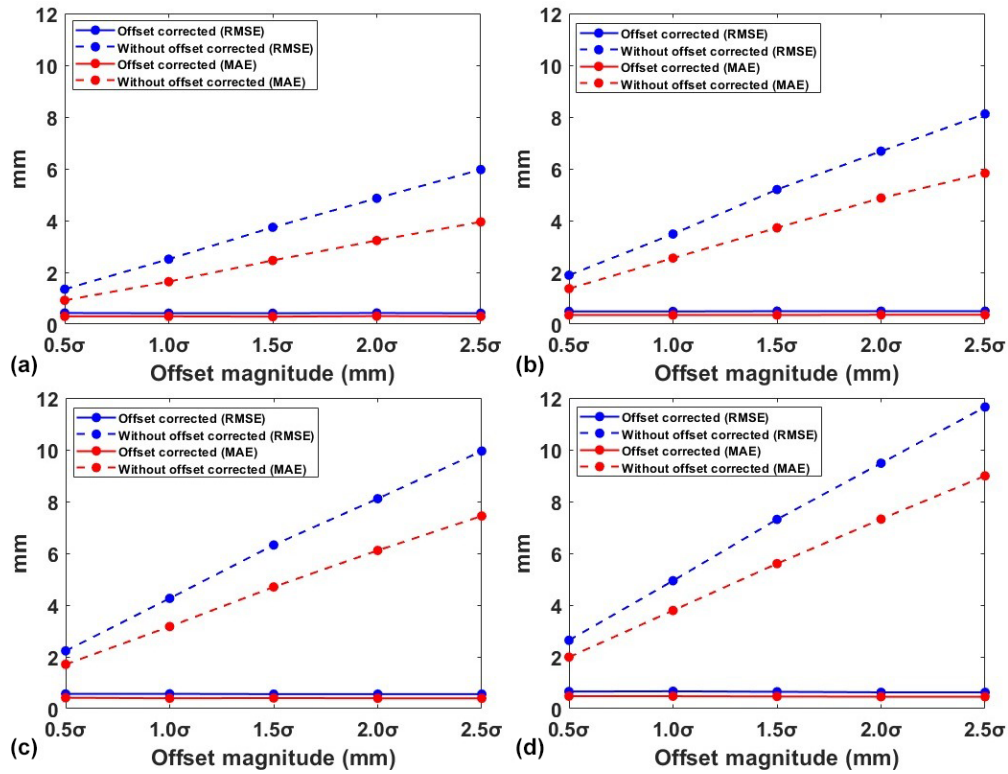 12
10
8
6
4
2
0
mm
Offset corrected (RMSE)
Without offset corrected (RMSE)
Offset corrected (MAE)
Without offset corrected (MAE)
0.5σ 1.0σ 1.5σ 2.0σ 2.5σ
(a) Offset magnitude (mm)
12
10
8
6
4
2
0
mm
Offset corrected (RMSE)
Without offset corrected (RMSE)
Offset corrected (MAE)
Without offset corrected (MAE)
0.5σ 1.0σ 1.5σ 2.0σ 2.5σ
(b) Offset magnitude (mm)
12
10
8
6
4
2
0
mm
Offset corrected (RMSE)
Without offset corrected (RMSE)
Offset corrected (MAE)
Without offset corrected (MAE)
0.5σ 1.0σ 1.5σ 2.0σ 2.5σ
(c) Offset magnitude (mm)
12
10
8
6
4
2
0
mm
Offset corrected (RMSE)
Without offset corrected (RMSE)
Offset corrected (MAE)
Without offset corrected (MAE)
0.5σ 1.0σ 1.5σ 2.0σ 2.5σ
(d) Offset magnitude (mm)